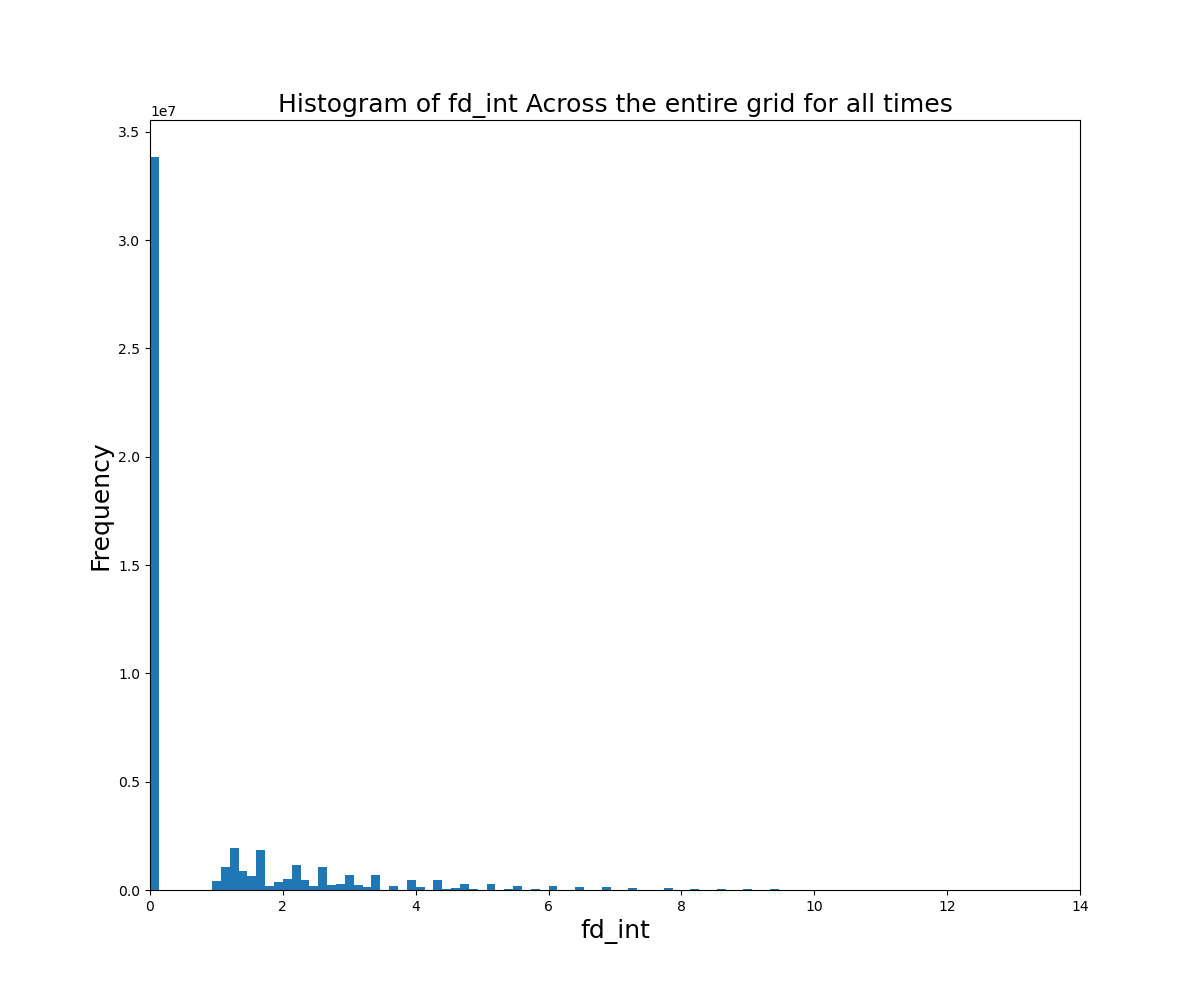 Histogram of fd_int Across the entire grid for all times
1e7
3.5
3.0
2.5
2.0
1.5
1.0
0.5
0.0
Frequency
0 2 4 6 8 10 12 14
fd_int